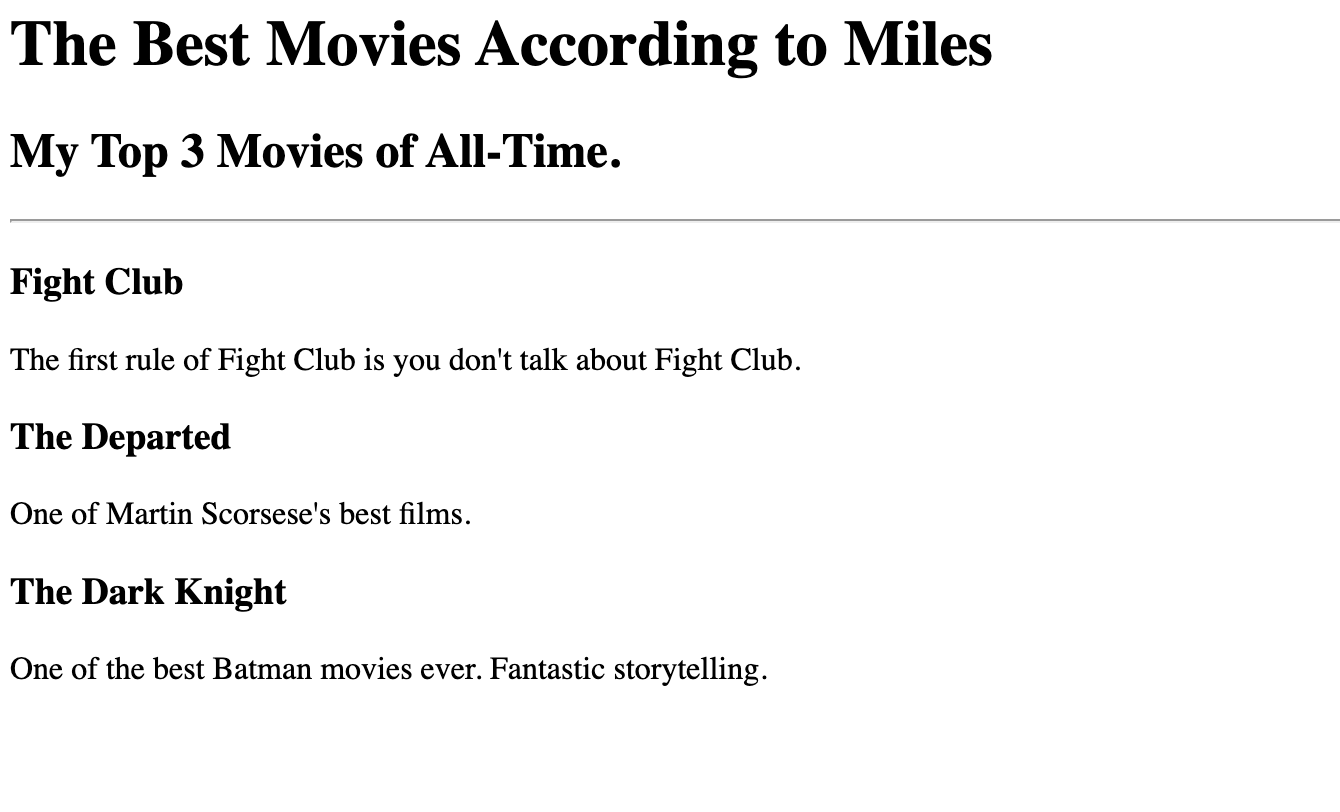 The Best Movies According to Miles
My Top 3 Movies of All-Time.
Fight Club
The first rule of Fight Club is you don't talk about Fight Club.
The Departed
One of Martin Scorsese's best films.
The Dark Knight
One of the best Batman movies ever. Fantastic storytelling.